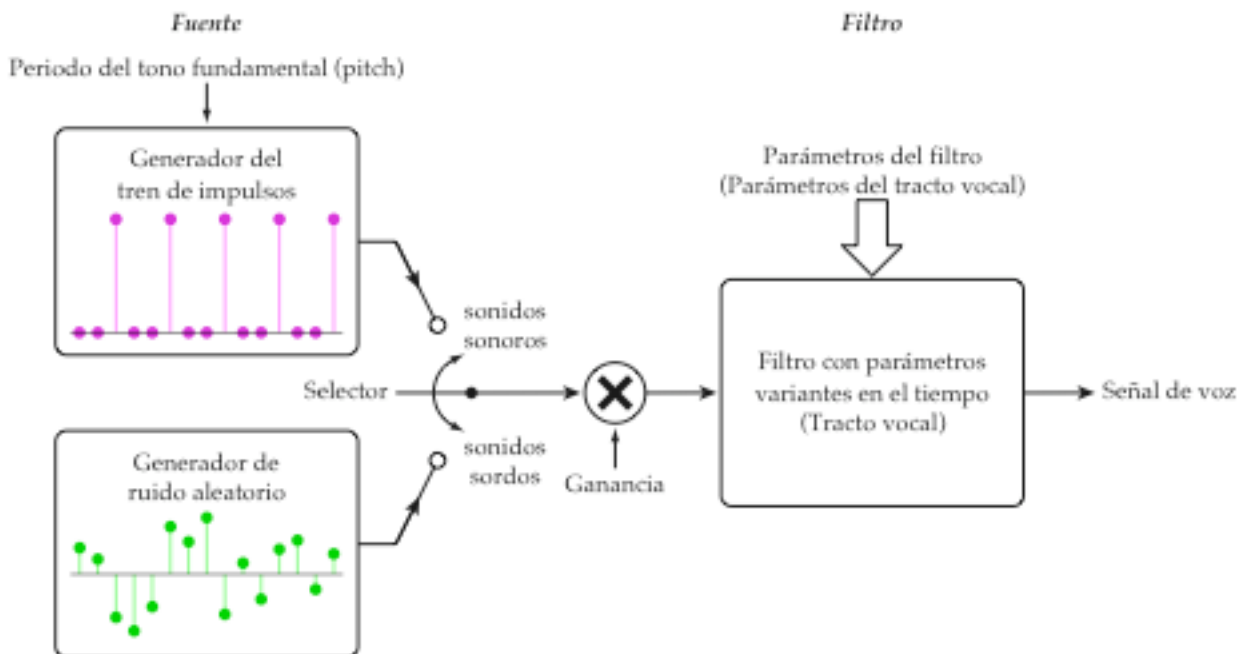 Fuente
Filtro
Periodo del tono fundamental (pitch)
Generador del
tren de impulsos
Parámetros del filtro
(Parámetros del tracto vocal)
sonidos
sonoros
Selector
sonidos
sordos
Ganancia
Filtro con parámetros
variantes en el tiempo
(Tracto vocal)
Señal de voz
Generador de
ruido aleatorio